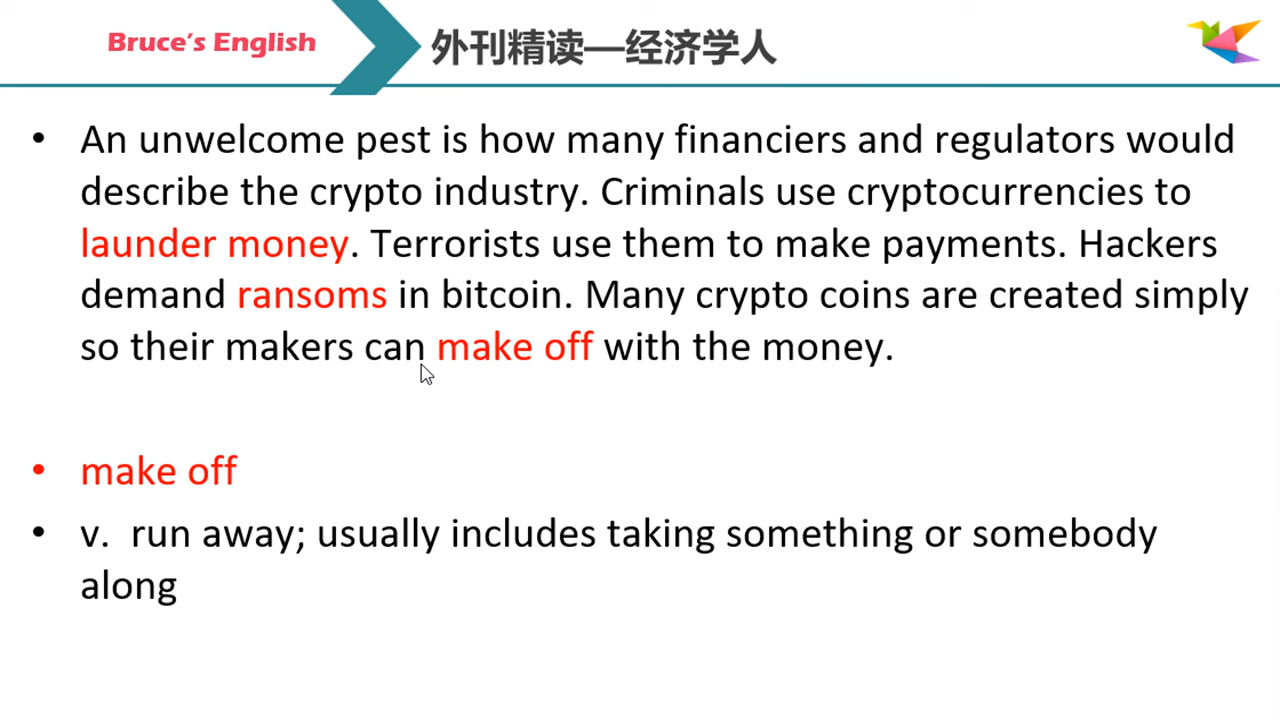 Bruce's English
外刊精读—经济学人
• An unwelcome pest is how many financiers and regulators would
describe the crypto industry. Criminals use cryptocurrencies to
launder money. Terrorists use them to make payments. Hackers
demand ransoms in bitcoin. Many crypto coins are created simply
so their makers can make off with the money.
• make off
• v. run away; usually includes taking something or somebody
along